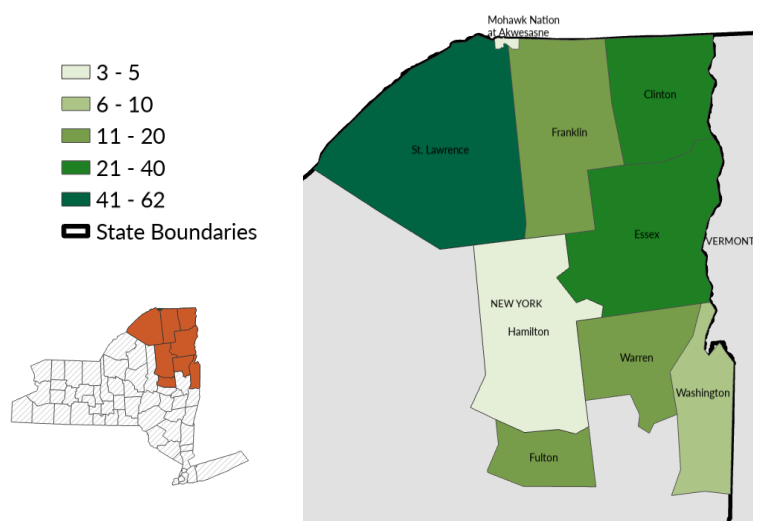 3 - 5
6 - 10
11 - 20
21 - 40
41 - 62
State Boundaries
Mohawk Nation
at Akwesasne
Clinton
Franklin
St. Lawrence
Essex
VERMONT
NEW YORK
Hamilton
Warren
Washington
Fulton